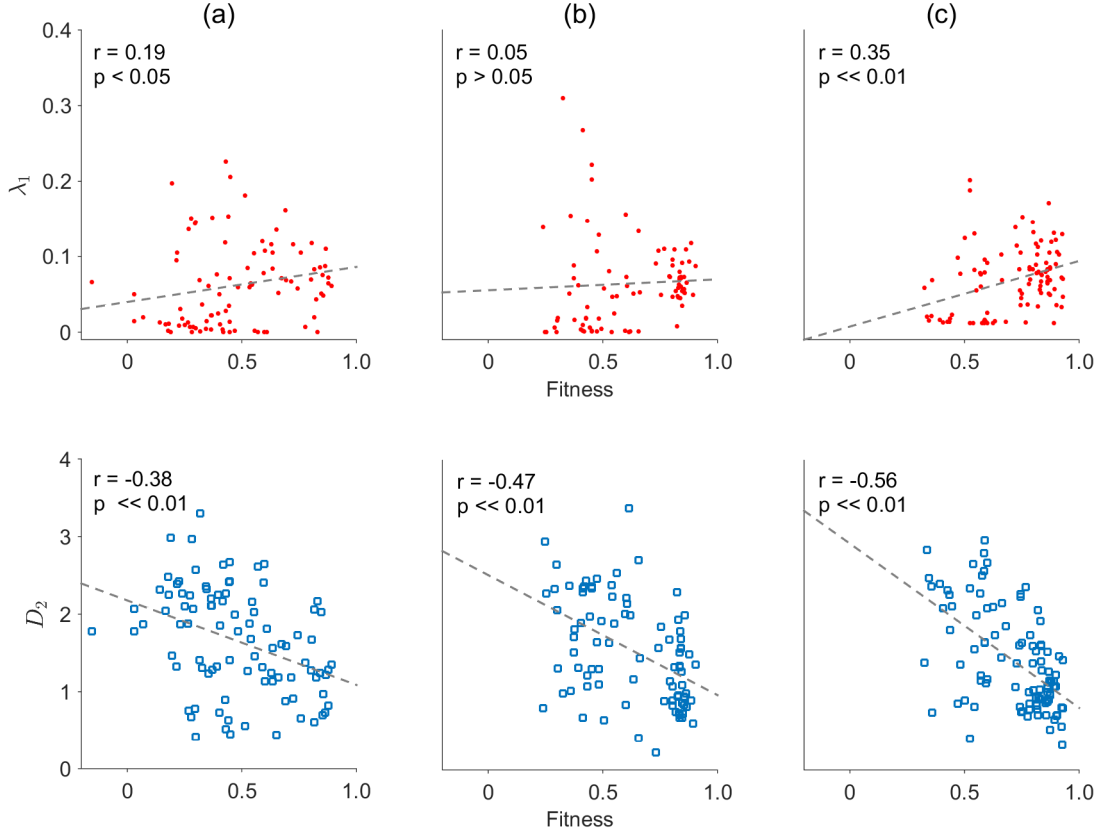 (a) (b) (c)
r = 0.19
p < 0.05
r = 0.05
p > 0.05
r = 0.35
p << 0.01
0.4
0.3
0.2
0.1
0
λ1
0 0.5 1.0
0 0.5 1.0
0 0.5 1.0
Fitness
r = -0.38
p << 0.01
r = -0.47
p << 0.01
r = -0.56
p << 0.01
4
3
2
1
0
D2
0 0.5 1.0
0 0.5 1.0
0 0.5 1.0
Fitness